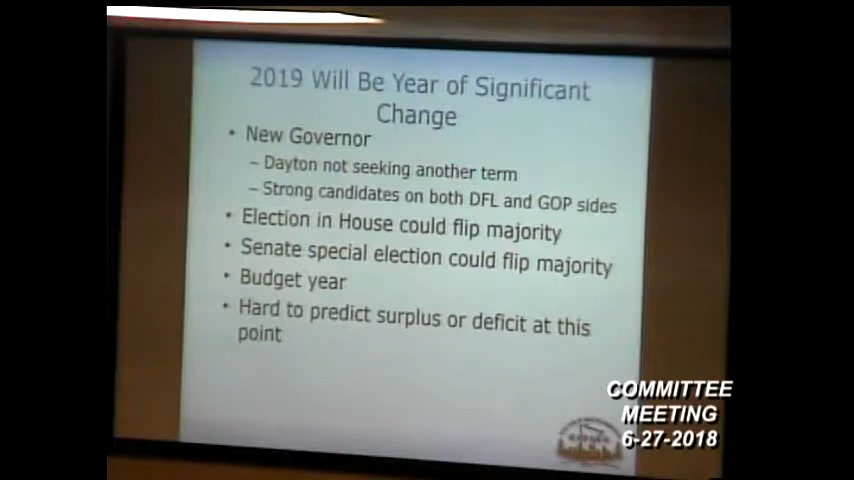 2019 Will Be Year of Significant
Change
• New Governor
– Dayton not seeking another term
– Strong candidates on both DFL and GOP sides
• Election in House could flip majority
• Senate special election could flip majority
• Budget year
• Hard to predict surplus or deficit at this
point
COMMITTEE
MEETING
6-27-2018